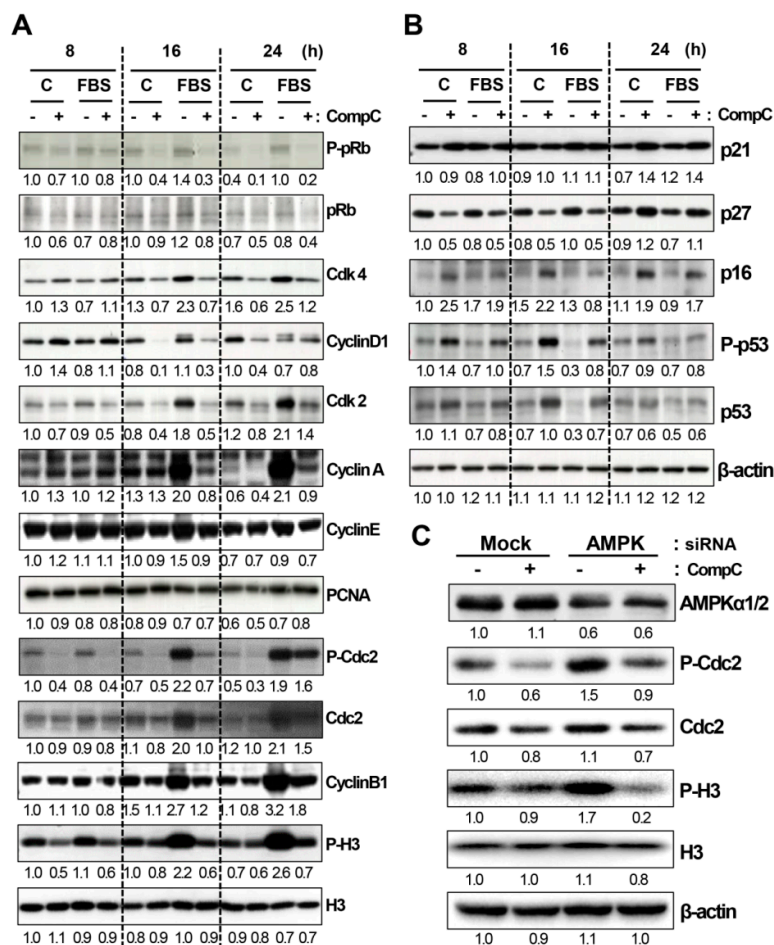 A
8 16 24 (h)
C FBS C FBS C FBS
- + - + - + - + - + - + : CompC
P-pRb
1.0 0.7 1.0 0.8 1.0 0.4 1.4 0.3 0.4 0.1 1.0 0.2
pRb
1.0 0.6 0.7 0.8 1.0 0.9 1.2 0.8 0.7 0.5 0.8 0.4
Cdk 4
1.0 1.3 0.7 1.1 1.3 0.7 2.3 0.7 1.6 0.6 2.5 1.2
CyclinD1
1.0 1.4 0.8 1.1 0.8 0.1 1.1 0.3 1.0 0.4 0.7 0.8
Cdk 2
1.0 0.7 0.9 0.5 0.8 0.4 1.8 0.5 1.2 0.8 2.1 1.4
Cyclin A
1.0 1.3 1.0 1.2 1.3 1.3 2.0 0.8 0.6 0.4 2.1 0.9
CyclinE
1.0 1.2 1.1 1.1 1.0 0.9 1.5 0.9 0.7 0.7 0.9 0.7
PCNA
1.0 0.9 0.8 0.8 0.8 0.9 0.7 0.7 0.6 0.5 0.7 0.8
P-Cdc2
1.0 0.4 0.8 0.4 0.7 0.5 2.2 0.7 0.5 0.3 1.9 1.6
Cdc2
1.0 0.9 0.9 0.8 1.1 0.8 2.0 1.0 1.2 1.0 2.1 1.5
CyclinB1
1.0 1.1 1.0 0.8 1.5 1.1 2.7 1.2 1.1 0.8 3.2 1.8
P-H3
1.0 0.5 1.1 0.6 1.0 0.8 2.2 0.6 0.7 0.6 2.6 0.7
H3
1.0 1.1 0.9 0.9 0.8 0.9 1.0 0.9 0.9 0.8 0.7 0.7
B
8 16 24 (h)
C FBS C FBS C FBS
- + - + - + - + - + - + : CompC
p21
1.0 0.9 0.8 1.0 0.9 1.0 1.1 1.1 0.7 1.4 1.2 1.4
p27
1.0 0.5 0.8 0.5 0.8 0.5 1.0 0.5 0.9 1.2 0.7 1.1
p16
1.0 2.5 1.7 1.9 1.5 2.2 1.3 0.8 1.1 1.9 0.9 1.7
P-p53
1.0 1.4 0.7 1.0 0.7 1.5 0.3 0.8 0.7 0.9 0.7 0.8
p53
1.0 1.1 0.7 0.8 0.7 1.0 0.3 0.7 0.7 0.6 0.5 0.6
β-actin
1.0 1.0 1.2 1.1 1.1 1.1 1.1 1.2 1.1 1.2 1.2 1.2
C
Mock AMPK : siRNA
- + - + : CompC
AMPKα1/2
1.0 1.1 0.6 0.6
P-Cdc2
1.0 0.6 1.5 0.9
Cdc2
1.0 0.8 1.1 0.7
P-H3
1.0 0.9 1.7 0.2
H3
1.0 1.0 1.1 0.8
β-actin
1.0 0.9 1.1 1.0